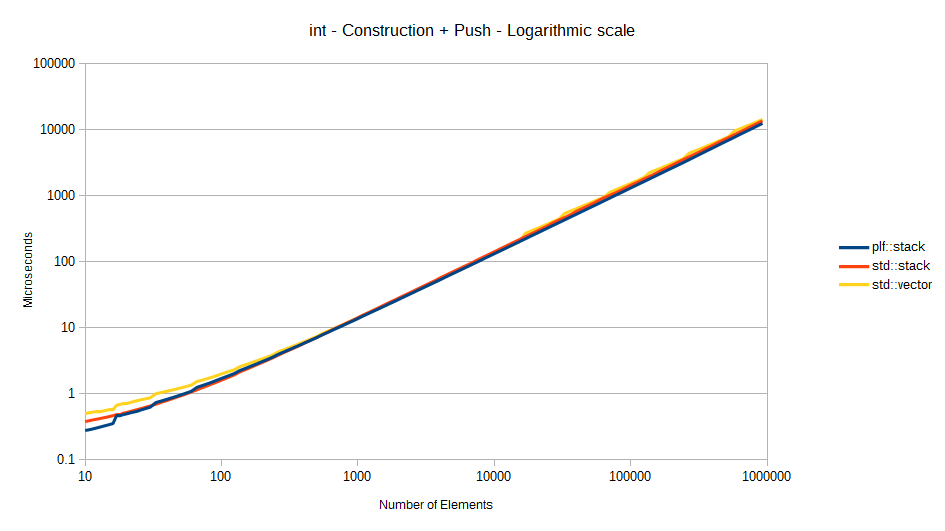 int - Construction + Push - Logarithmic scale
100000
10000
1000
100
10
1
0.1
Microseconds
10
100
1000
10000
100000
1000000
Number of Elements
plf::stack
std::stack
std::vector